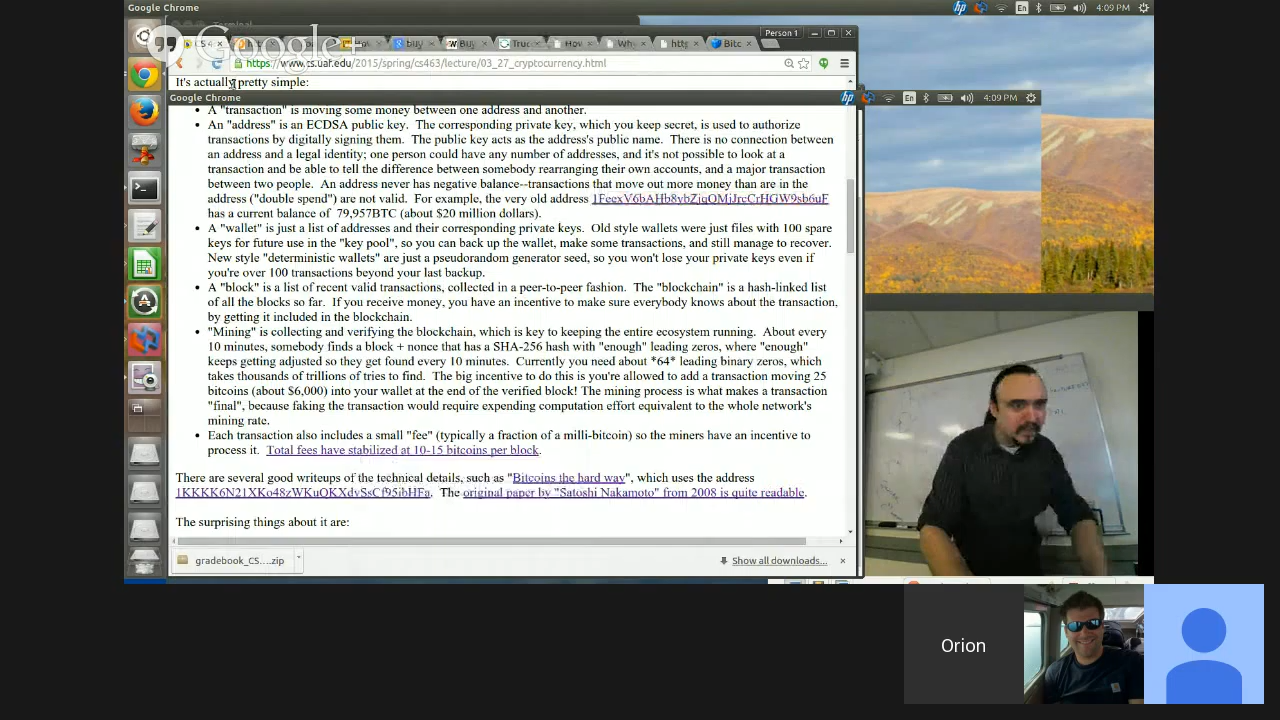 Google Chrome
En
4:09 PM
Terminal
Google+
CS 4
buy
Buy
Truc
Hov
Why
http
Bitc
Person 1
https://www.cs.uaf.edu/2015/spring/cs463/lecture/03_27_cryptocurrency.html
It's actually pretty simple:
Google Chrome
En
4:09 PM
A "transaction" is moving some money between one address and another.
An "address" is an ECDSA public key. The corresponding private key, which you keep secret, is used to authorize
transactions by digitally signing them. The public key acts as the address's public name. There is no connection between
an address and a legal identity; one person could have any number of addresses, and it's not possible to look at a
transaction and be able to tell the difference between somebody rearranging their own accounts, and a major transaction
between two people. An address never has negative balance--transactions that move out more money than are in the
address ("double spend") are not valid. For example, the very old address 1FeexV6bAHb8ybZjqQMjJrcCrHGW9sb6uF
has a current balance of 79,957BTC (about $20 million dollars).
A "wallet" is just a list of addresses and their corresponding private keys. Old style wallets were just files with 100 spare
keys for future use in the "key pool", so you can back up the wallet, make some transactions, and still manage to recover.
New style "deterministic wallets" are just a pseudorandom generator seed, so you won't lose your private keys even if
you're over 100 transactions beyond your last backup.
A "block" is a list of recent valid transactions, collected in a peer-to-peer fashion. The "blockchain" is a hash-linked list
of all the blocks so far. If you receive money, you have an incentive to make sure everybody knows about the transaction,
by getting it included in the blockchain.
"Mining" is collecting and verifying the blockchain, which is key to keeping the entire ecosystem running. About every
10 minutes, somebody finds a block + nonce that has a SHA-256 hash with "enough" leading zeros, where "enough"
keeps getting adjusted so they get found every 10 minutes. Currently you need about *64* leading binary zeros, which
takes thousands of trillions of tries to find. The big incentive to do this is you're allowed to add a transaction moving 25
bitcoins (about $6,000) into your wallet at the end of the verified block! The mining process is what makes a transaction
"final", because faking the transaction would require expending computation effort equivalent to the whole network's
mining rate.
Each transaction also includes a small "fee" (typically a fraction of a milli-bitcoin) so the miners have an incentive to
process it. Total fees have stabilized at 10-15 bitcoins per block.
There are several good writeups of the technical details, such as "Bitcoins the hard way", which uses the address
1KKKK6N21XKo48zWKuQKXdvSsCf95ibHFa. The original paper by "Satoshi Nakamoto" from 2008 is quite readable.
The surprising things about it are:
gradebook_CS....zip
Show all downloads...
Orion